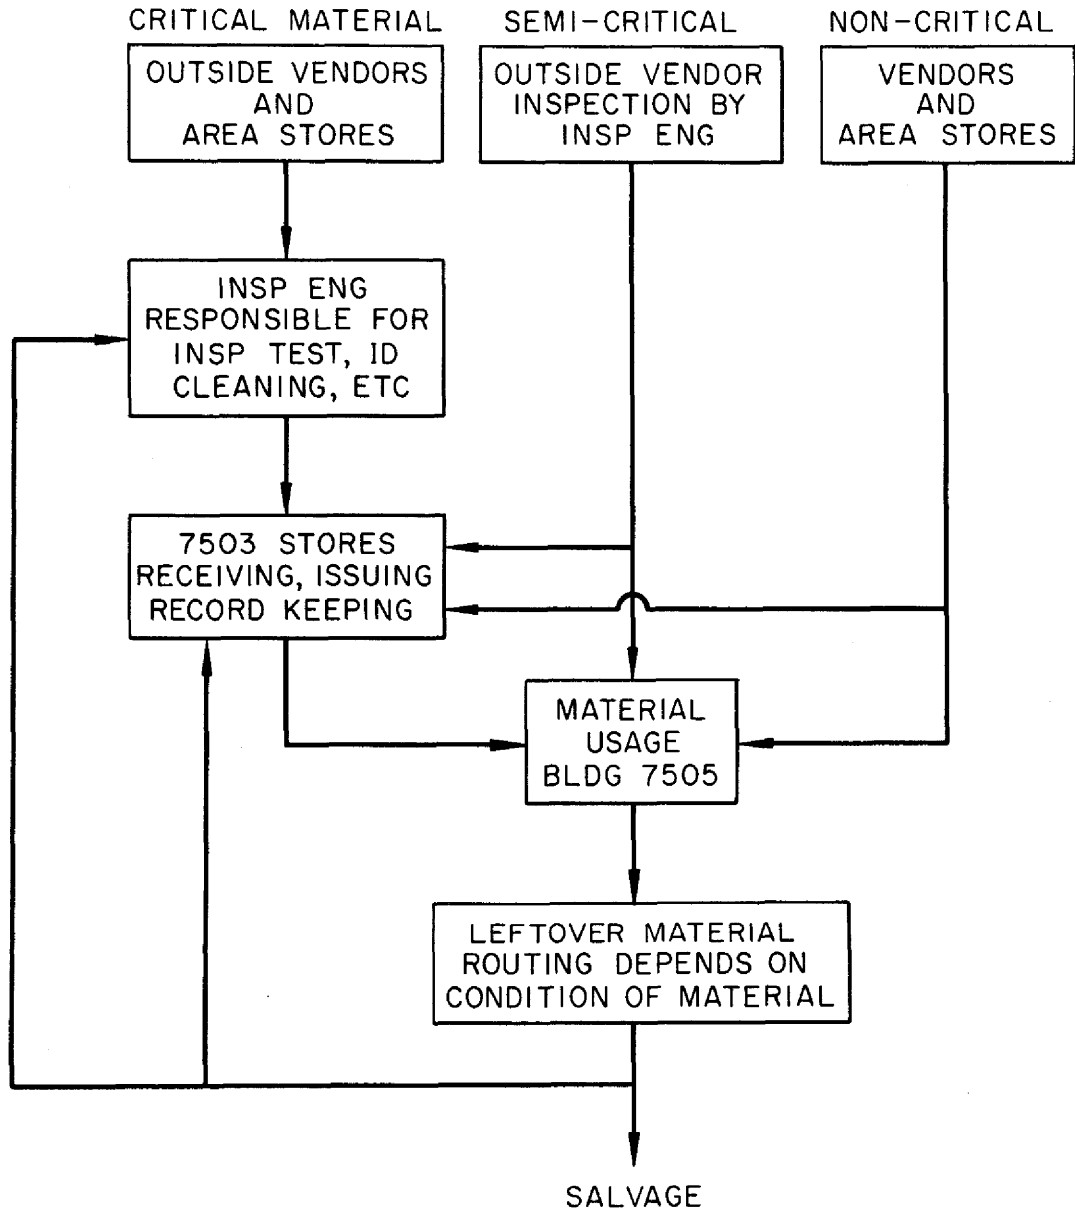 CRITICAL MATERIAL
SEMI-CRITICAL
NON-CRITICAL
OUTSIDE VENDORS
AND
AREA STORES
OUTSIDE VENDOR
INSPECTION BY
INSP ENG
VENDORS
AND
AREA STORES
INSP ENG
RESPONSIBLE FOR
INSP TEST, ID
CLEANING, ETC
7503 STORES
RECEIVING, ISSUING
RECORD KEEPING
MATERIAL
USAGE
BLDG 7505
LEFTOVER MATERIAL
ROUTING DEPENDS ON
CONDITION OF MATERIAL
SALVAGE